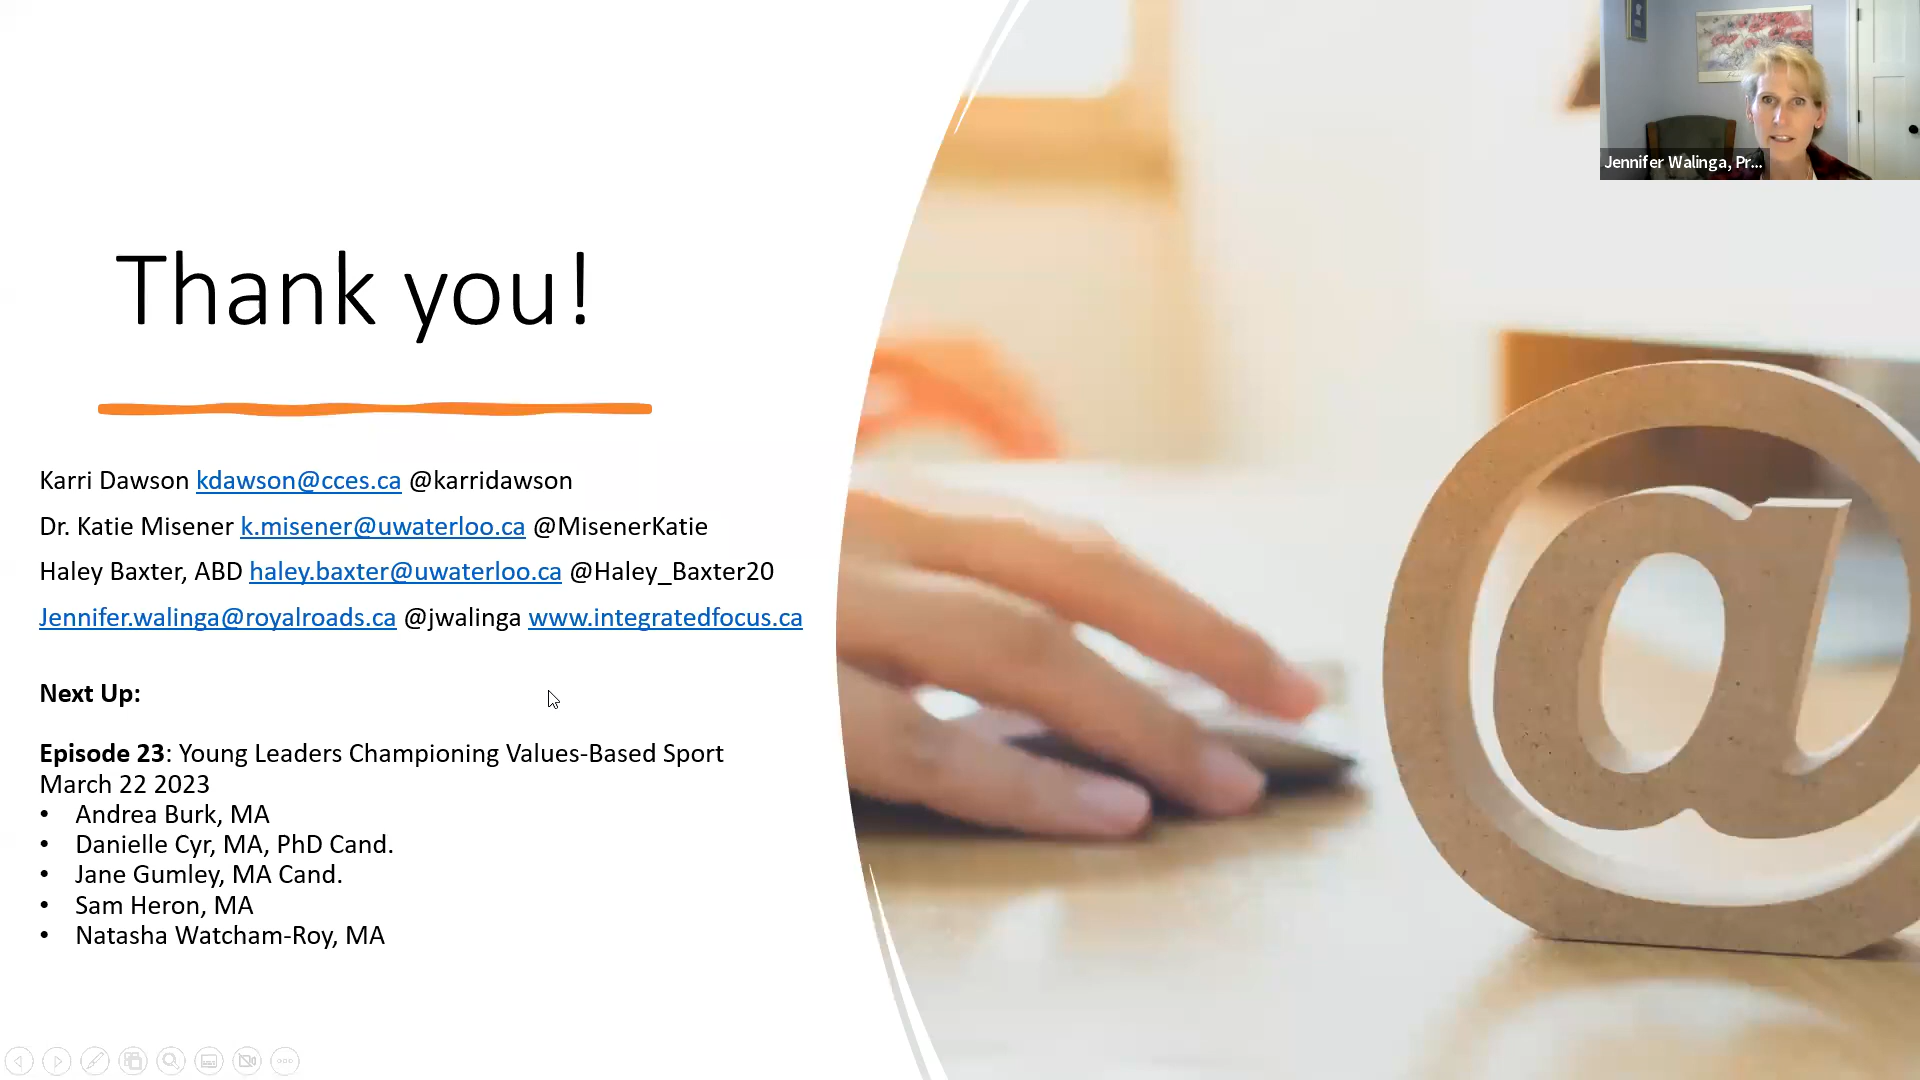 Thank you!
Karri Dawson kdawson@cces.ca @karridawson
Dr. Katie Misener k.misener@uwaterloo.ca @MisenerKatie
Haley Baxter, ABD haley.baxter@uwaterloo.ca @Haley_Baxter20
Jennifer.walinga@royalroads.ca @jwalinga www.integratedfocus.ca
Next Up:
Episode 23: Young Leaders Championing Values-Based Sport
March 22 2023
• Andrea Burk, MA
• Danielle Cyr, MA, PhD Cand.
• Jane Gumley, MA Cand.
• Sam Heron, MA
• Natasha Watcham-Roy, MA
Jennifer Walinga, Pr...
@